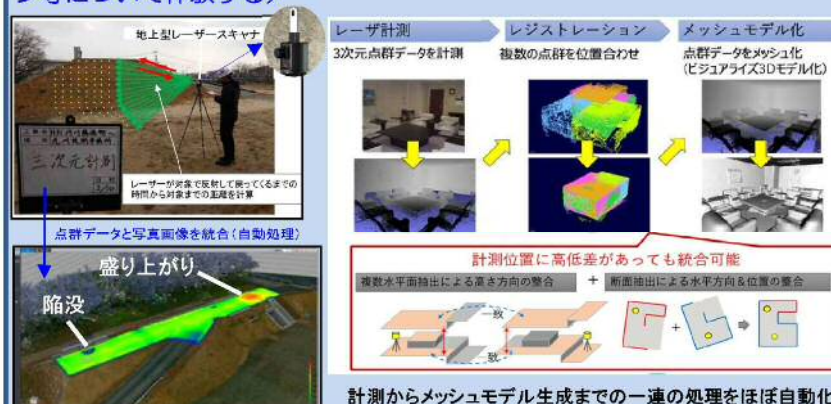 地上型レーザースキャナ
三次元計測
レーザーが対象で反射して戻ってくるまでの
時間から対象までの距離を計算
点群データと写真画像を統合(自動処理)
盛り上がり
陥没
レーザ計測
レジストレーション
メッシュモデル化
3次元点群データを計測
複数の点群を位置合わせ
点群データをメッシュ化
(ビジュアライズ3Dモデル化)
計測位置に高低差があっても統合可能
複数水平面抽出による高さ方向の整合
+
断面抽出による水平方向&位置の整合
一致
一致
+
計測からメッシュモデル生成までの一連の処理をほぼ自動化